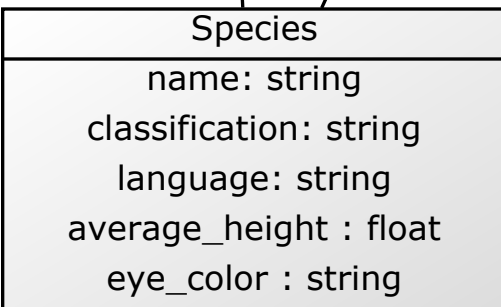 Species
name: string
classification: string
language: string
average_height : float
eye_color : string